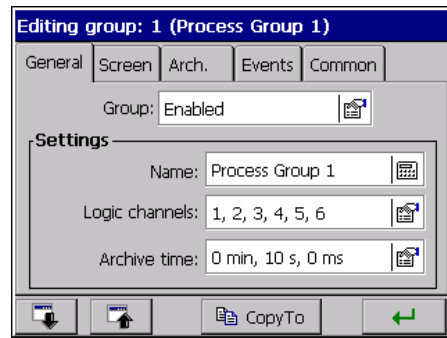 Editing group: 1 (Process Group 1)
General Screen Arch. Events Common
Group: Enabled
Settings
Name: Process Group 1
Logic channels: 1, 2, 3, 4, 5, 6
Archive time: 0 min, 10 s, 0 ms
CopyTo